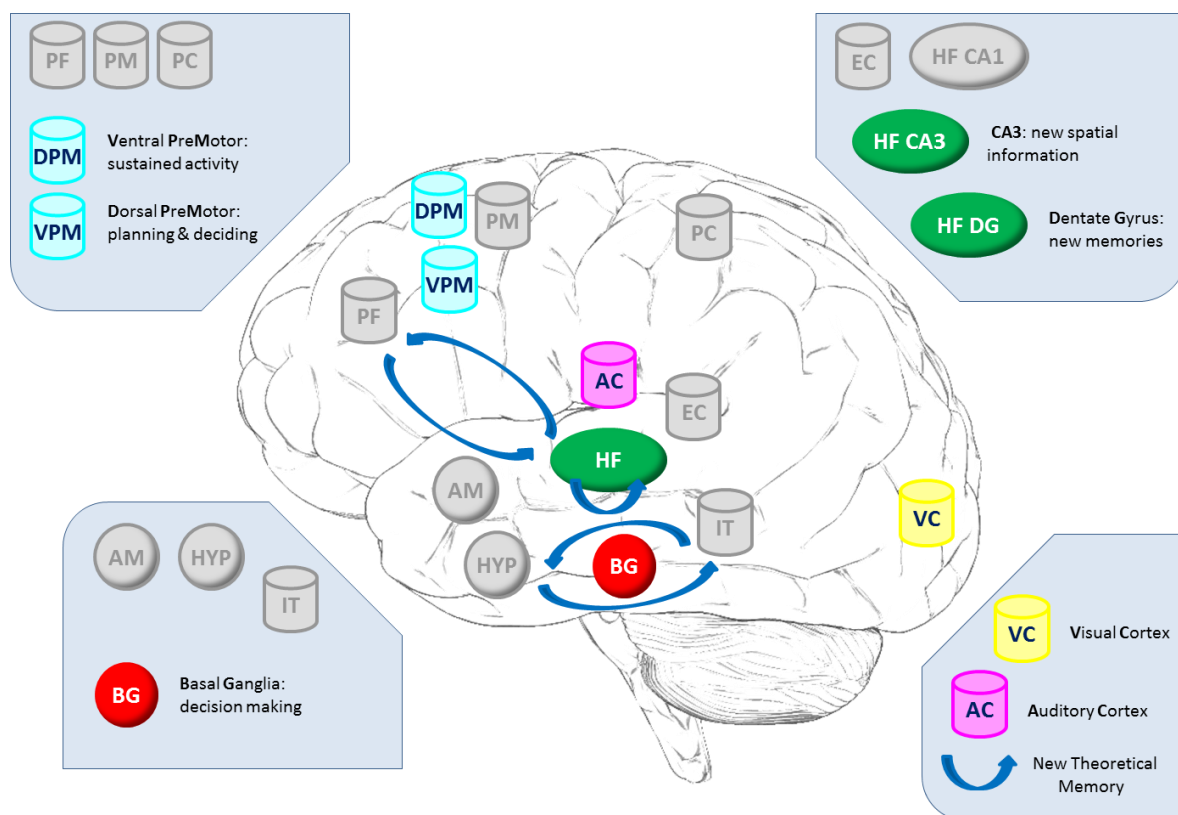 PF PM PC
DPM
Ventral PreMotor:
sustained activity
VPM
Dorsal PreMotor:
planning & deciding
EC HF CA1
HF CA3
CA3: new spatial
information
HF DG
Dentate Gyrus:
new memories
DPM PM PC
VPM
PF
AC
EC
HF
AM
IT
VC
HYP
BG
AM HYP
IT
BG
Basal Ganglia:
decision making
VC
Visual Cortex
AC
Auditory Cortex
New Theoretical
Memory